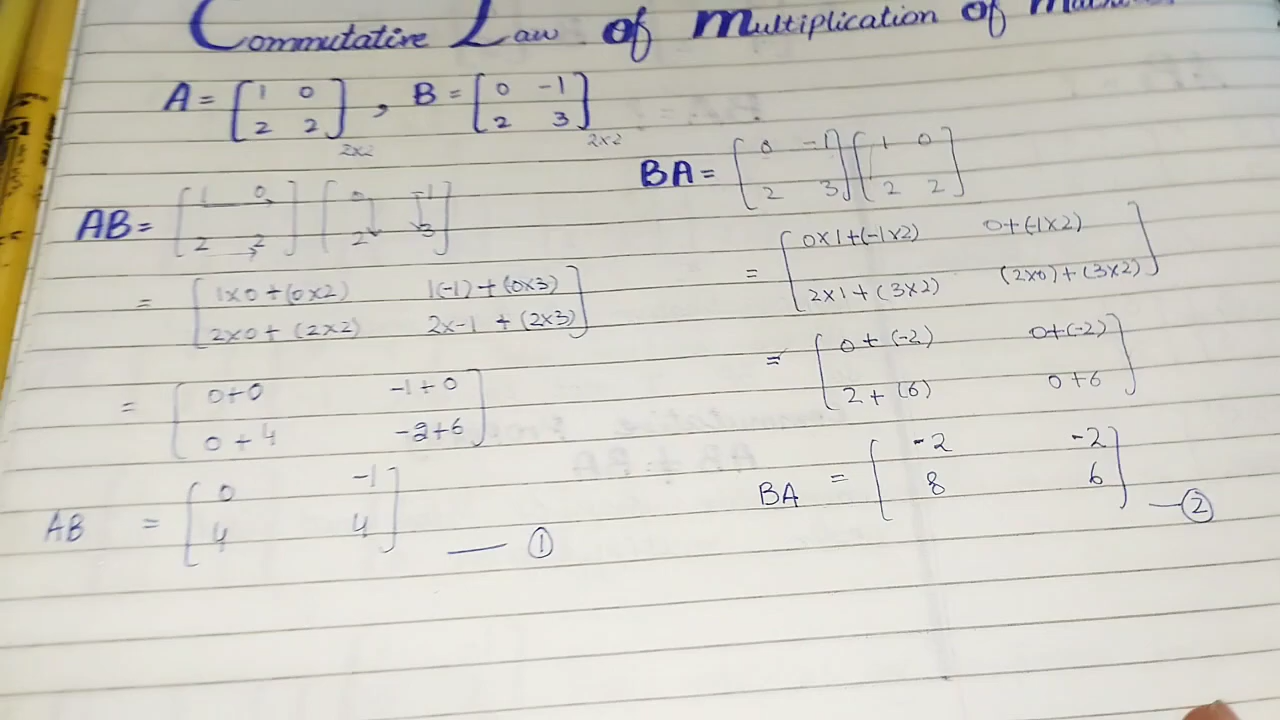 Commutative Law of Multiplication of
A = [1 0 2 2] 2x2 , B = [0 -1 2 3] 2x2
AB = [1 0 2 2] [0 -1 2 3]
= [1x0+(0x2) 1(-1)+(0x3)
2x0+(2x2) 2x-1+(2x3)]
= [0+0 -1+0
0+4 -2+6]
AB = [0 -1
4 4] — ①
BA = [0 -1 2 3] [1 0 2 2]
= [0x1+(-1x2) 0+(-1x2)
2x1+(3x2) (2x0)+(3x2)]
= [0+(-2) 0+(-2)
2+(6) 0+6]
BA = [-2 -2
8 6] — ②